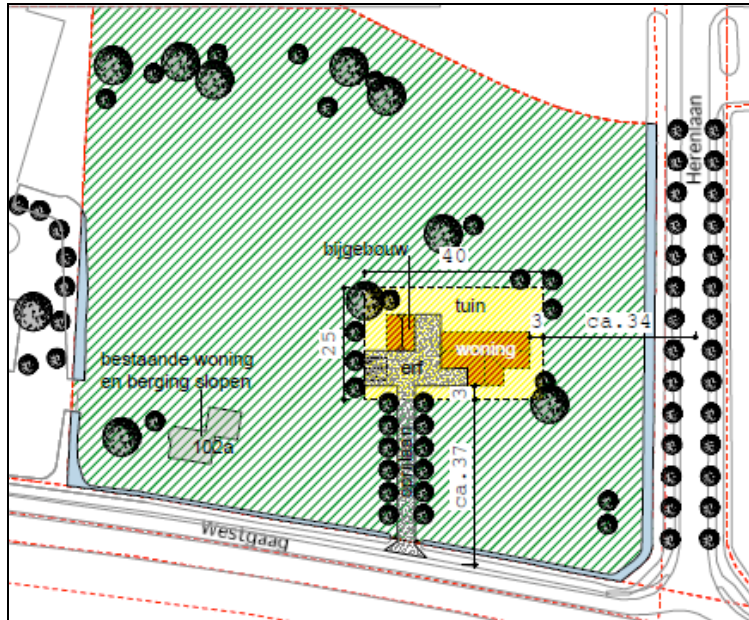 Herenlaan
bijgebouw
40
tuin
3
ca.34
25
woning
erf
bestaande woning
en berging slopen
3
102a
oprijlaan
ca.37
Westgaag